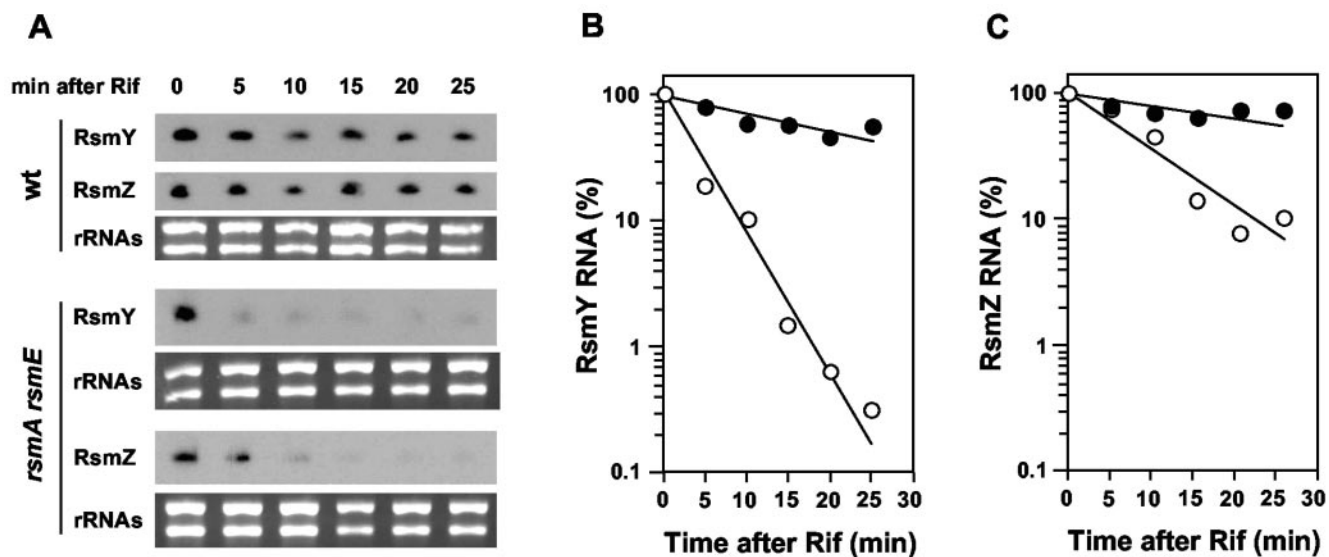 A
min after Rif 0 5 10 15 20 25
wt
RsmY
RsmZ
rRNAs
rsmA rsmE
RsmY
rRNAs
RsmZ
rRNAs
B
RsmY RNA (%)
100
10
1
0.1
0 5 10 15 20 25 30
Time after Rif (min)
C
RsmZ RNA (%)
100
10
1
0.1
0 5 10 15 20 25 30
Time after Rif (min)